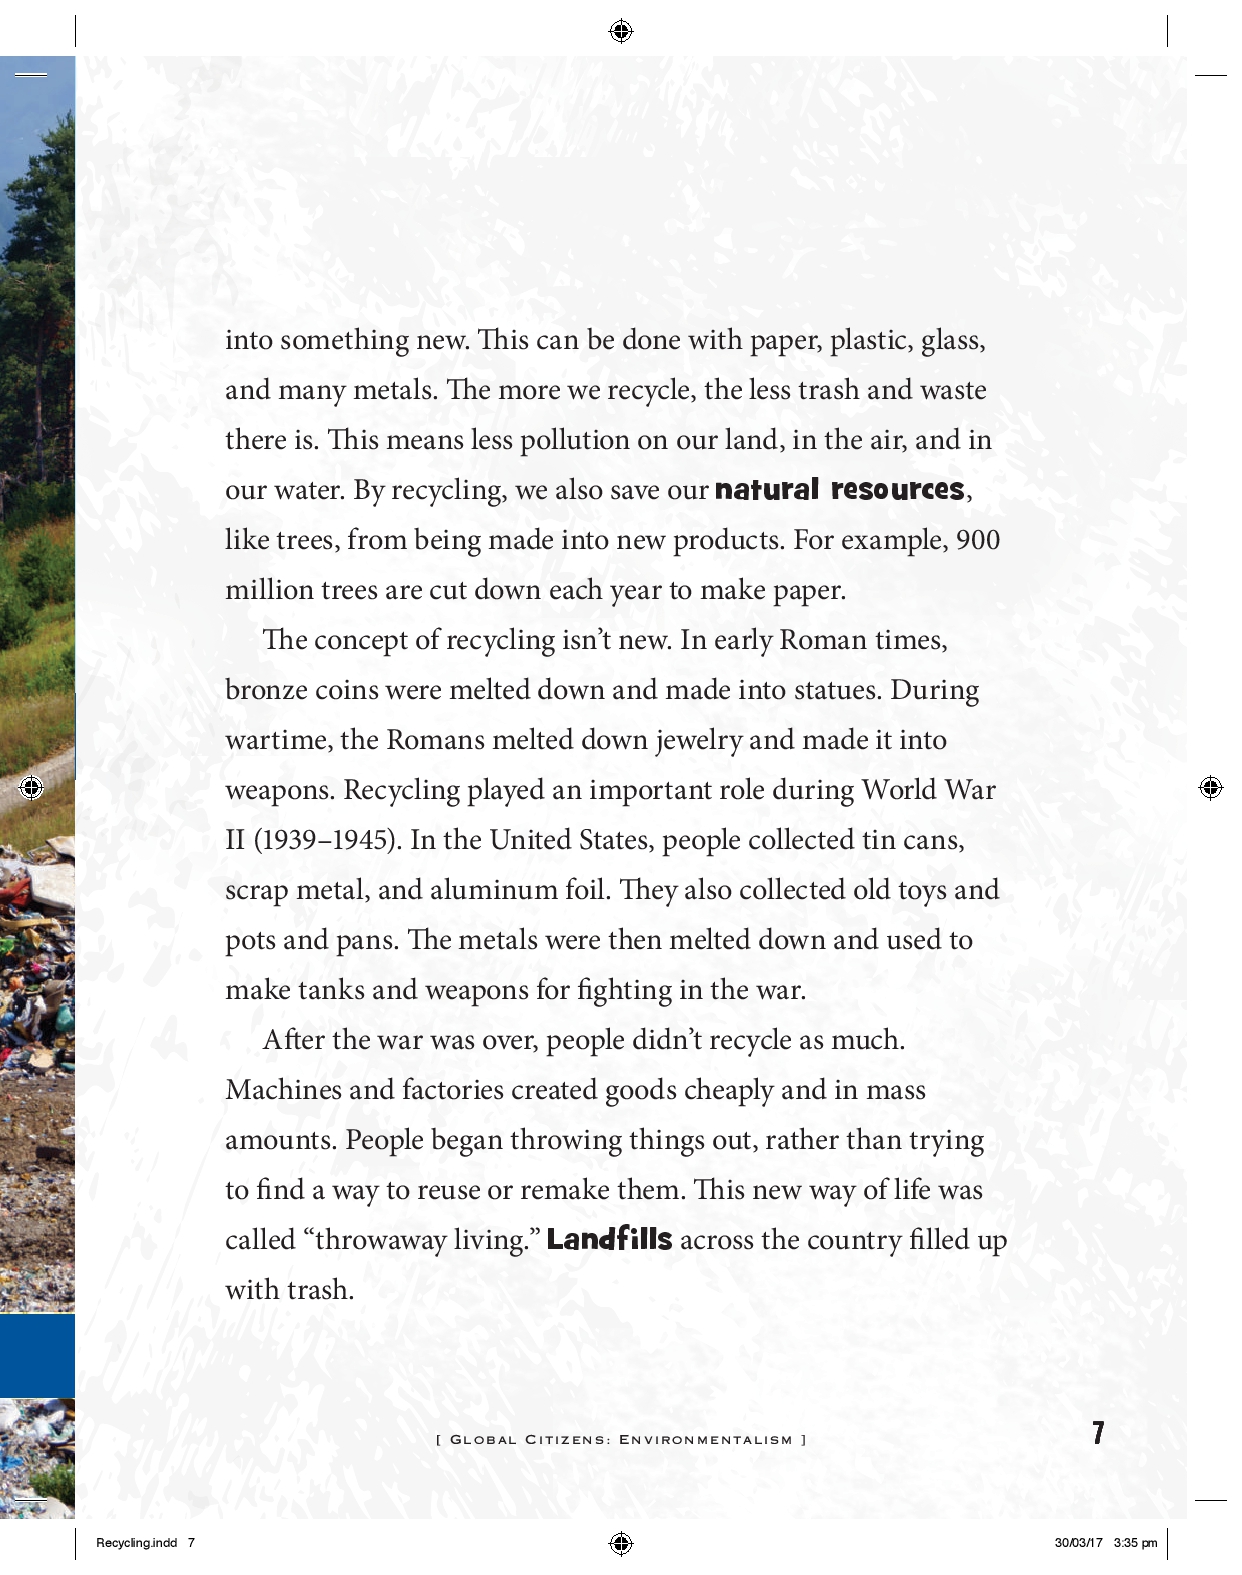 into something new. This can be done with paper, plastic, glass,
and many metals. The more we recycle, the less trash and waste
there is. This means less pollution on our land, in the air, and in
our water. By recycling, we also save our natural resources,
like trees, from being made into new products. For example, 900
million trees are cut down each year to make paper.
The concept of recycling isn’t new. In early Roman times,
bronze coins were melted down and made into statues. During
wartime, the Romans melted down jewelry and made it into
weapons. Recycling played an important role during World War
II (1939–1945). In the United States, people collected tin cans,
scrap metal, and aluminum foil. They also collected old toys and
pots and pans. The metals were then melted down and used to
make tanks and weapons for fighting in the war.
After the war was over, people didn’t recycle as much.
Machines and factories created goods cheaply and in mass
amounts. People began throwing things out, rather than trying
to find a way to reuse or remake them. This new way of life was
called “throwaway living.” Landfills across the country filled up
with trash.
[ Global Citizens: Environmentalism ]
7
Recycling.indd 7
30/03/17 3:35 pm